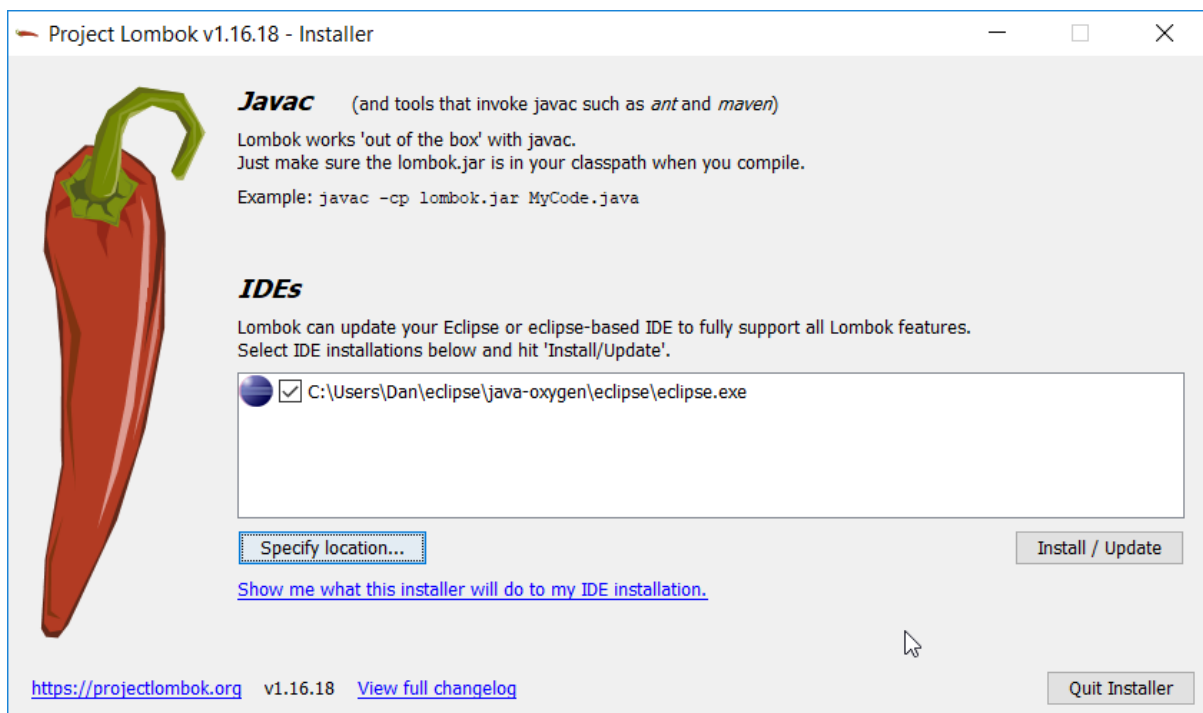 Project Lombok v1.16.18 - Installer
Javac (and tools that invoke javac such as ant and maven)
Lombok works 'out of the box' with javac.
Just make sure the lombok.jar is in your classpath when you compile.
Example: javac -cp lombok.jar MyCode.java
IDEs
Lombok can update your Eclipse or eclipse-based IDE to fully support all Lombok features.
Select IDE installations below and hit 'Install/Update'.
C:\Users\Dan\eclipse\java-oxygen\eclipse\eclipse.exe
Specify location... Install / Update
Show me what this installer will do to my IDE installation.
https://projectlombok.org v1.16.18 View full changelog Quit Installer